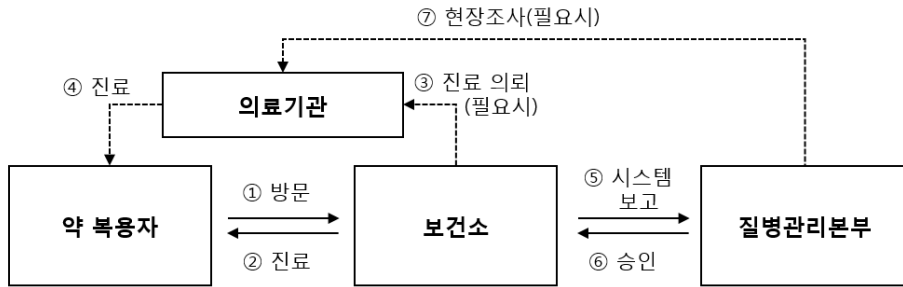 ⑦ 현장조사(필요시)
④ 진료
의료기관
③ 진료 의뢰
(필요시)
약 복용자
① 방문
② 진료
보건소
⑤ 시스템
보고
⑥ 승인
질병관리본부